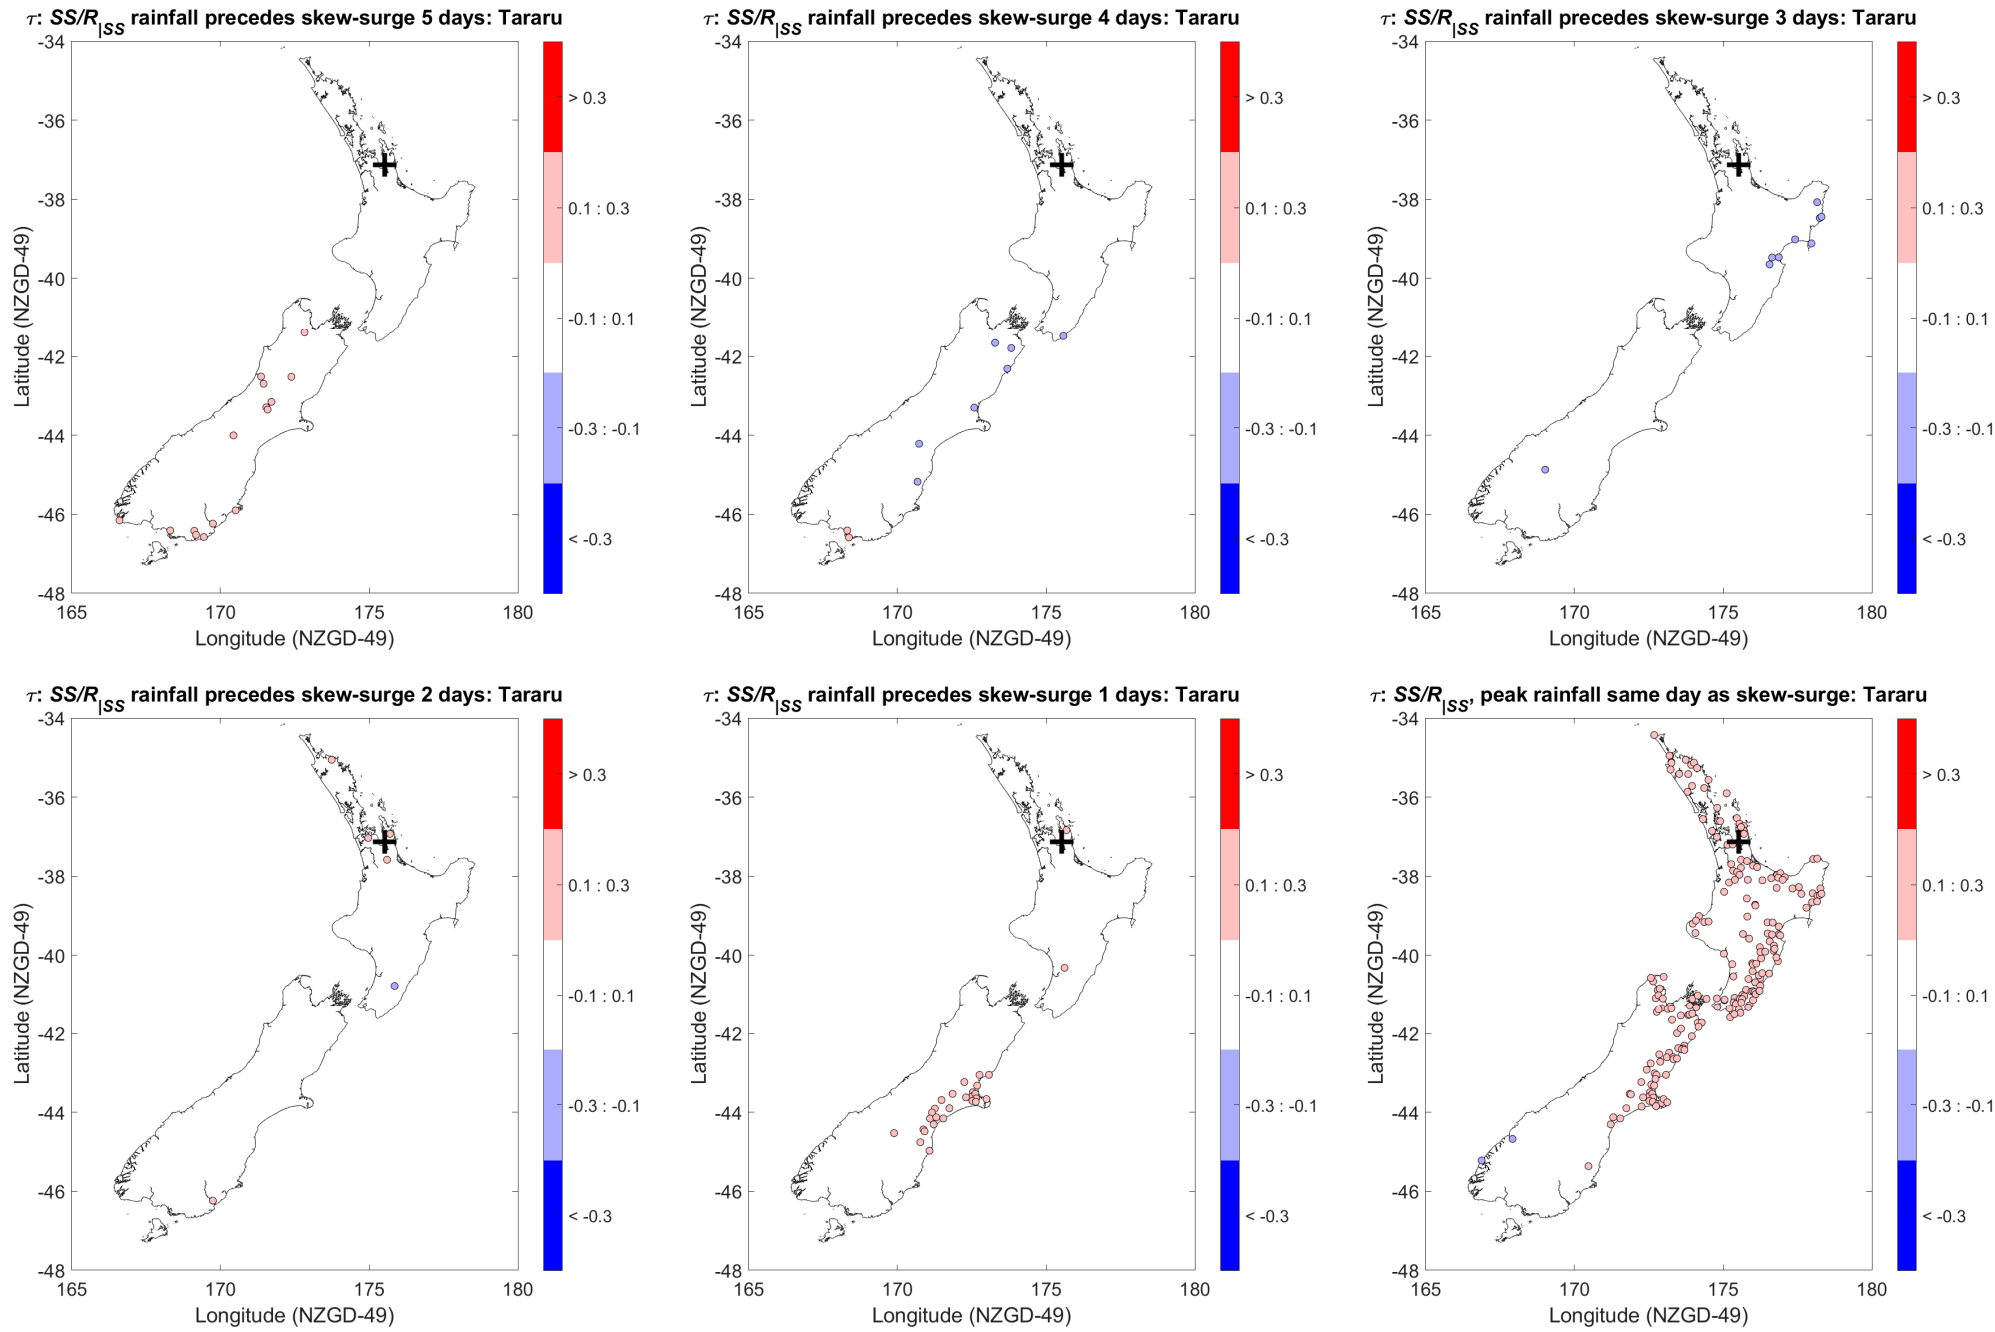 τ: SS/R|SS rainfall precedes skew-surge 5 days: Tararu
-34
-36
-38
-40
-42
-44
-46
-48
165
170
175
180
Latitude (NZGD-49)
Longitude (NZGD-49)
> 0.3
0.1 : 0.3
-0.1 : 0.1
-0.3 : -0.1
< -0.3
τ: SS/R|SS rainfall precedes skew-surge 4 days: Tararu
-34
-36
-38
-40
-42
-44
-46
-48
165
170
175
180
Latitude (NZGD-49)
Longitude (NZGD-49)
> 0.3
0.1 : 0.3
-0.1 : 0.1
-0.3 : -0.1
< -0.3
τ: SS/R|SS rainfall precedes skew-surge 3 days: Tararu
-34
-36
-38
-40
-42
-44
-46
-48
165
170
175
180
Latitude (NZGD-49)
Longitude (NZGD-49)
> 0.3
0.1 : 0.3
-0.1 : 0.1
-0.3 : -0.1
< -0.3
τ: SS/R|SS rainfall precedes skew-surge 2 days: Tararu
-34
-36
-38
-40
-42
-44
-46
-48
165
170
175
180
Latitude (NZGD-49)
Longitude (NZGD-49)
> 0.3
0.1 : 0.3
-0.1 : 0.1
-0.3 : -0.1
< -0.3
τ: SS/R|SS rainfall precedes skew-surge 1 days: Tararu
-34
-36
-38
-40
-42
-44
-46
-48
165
170
175
180
Latitude (NZGD-49)
Longitude (NZGD-49)
> 0.3
0.1 : 0.3
-0.1 : 0.1
-0.3 : -0.1
< -0.3
τ: SS/R|SS, peak rainfall same day as skew-surge: Tararu
-34
-36
-38
-40
-42
-44
-46
-48
165
170
175
180
Latitude (NZGD-49)
Longitude (NZGD-49)
> 0.3
0.1 : 0.3
-0.1 : 0.1
-0.3 : -0.1
< -0.3